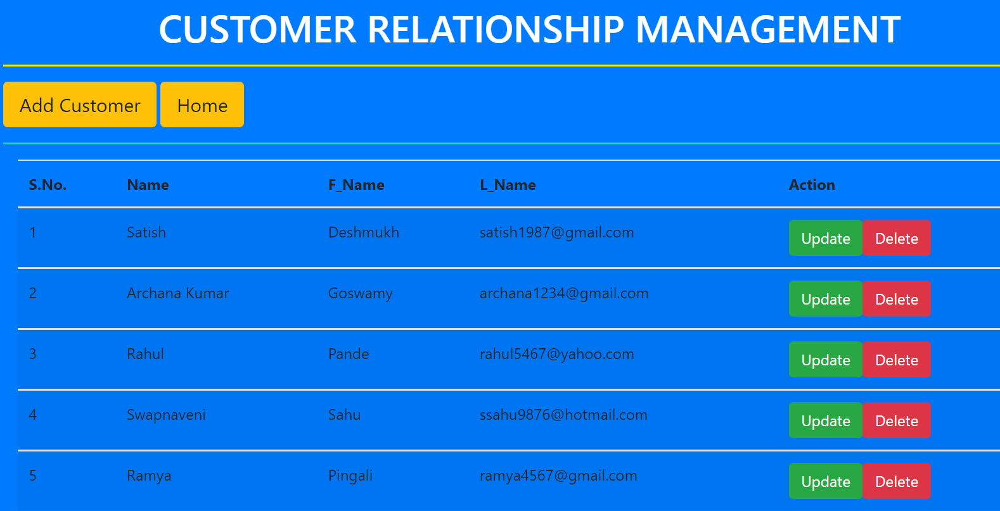 CUSTOMER RELATIONSHIP MANAGEMENT
Add Customer Home
S.No. Name F_Name L_Name Action
1 Satish Deshmukh satish1987@gmail.com Update Delete
2 Archana Kumar Goswamy archana1234@gmail.com Update Delete
3 Rahul Pande rahul5467@yahoo.com Update Delete
4 Swapnaveni Sahu ssahu9876@hotmail.com Update Delete
5 Ramya Pingali ramya4567@gmail.com Update Delete